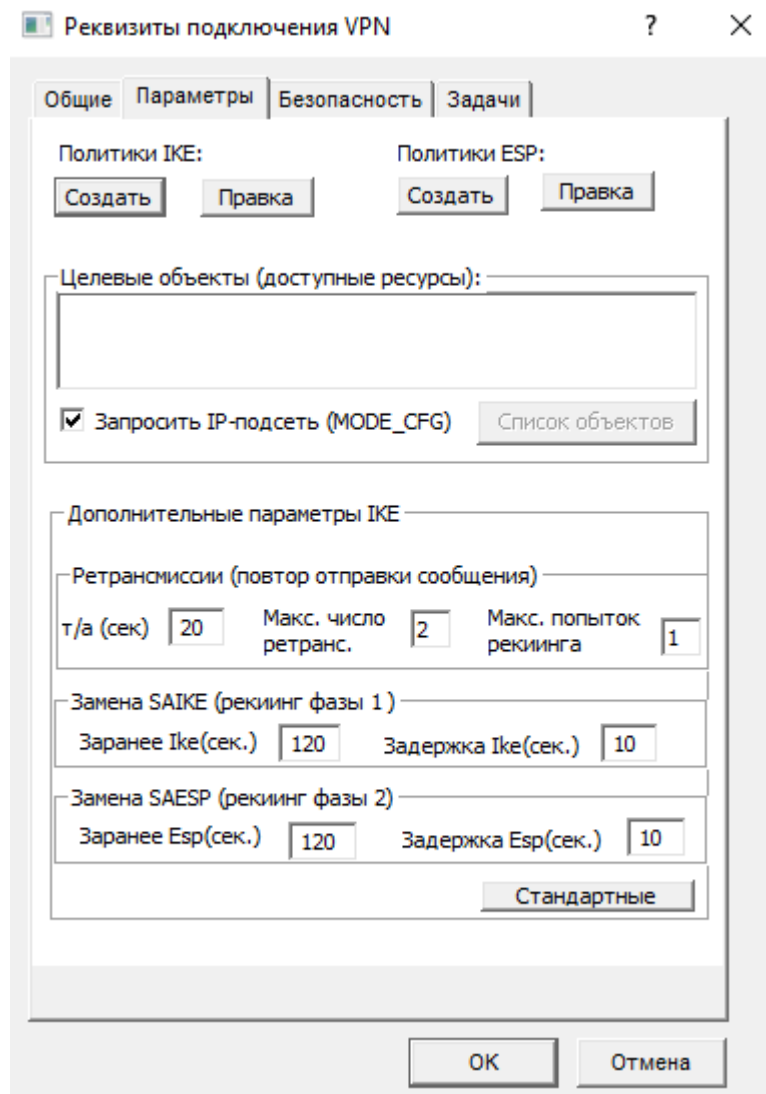 Реквизиты подключения VPN ? ×
Общие Параметры Безопасность Задачи
Политики IKE: Политики ESP:
Создать Правка Создать Правка
Целевые объекты (доступные ресурсы):
Запросить IP-подсеть (MODE_CFG) Список объектов
Дополнительные параметры IKE
Ретрансмиссии (повтор отправки сообщения)
т/а (сек) 20 Макс. число ретранс. 2 Макс. попыток рекиинга 1
Замена SAIKE (рекиинг фазы 1 )
Заранее Ike(сек.) 120 Задержка Ike(сек.) 10
Замена SAESP (рекиинг фазы 2)
Заранее Esp(сек.) 120 Задержка Esp(сек.) 10
Стандартные
ОК Отмена